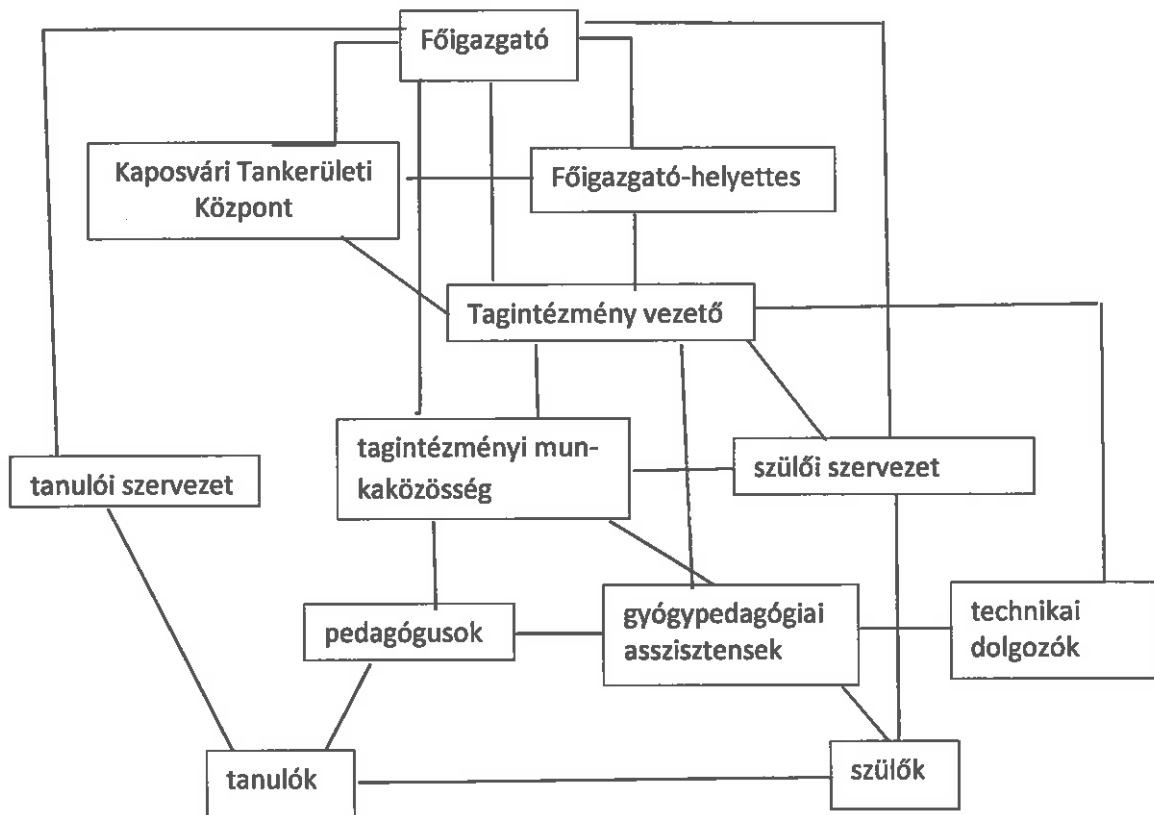 Főigazgató
Kaposvári Tankerületi
Központ
Főigazgató-helyettes
Tagintézmény vezető
tagintézményi mun-
kaközösség
szülői szervezet
tanulói szervezet
pedagógusok
gyógypedagógiai
asszisztensek
technikai
dolgozók
tanulók
szülők